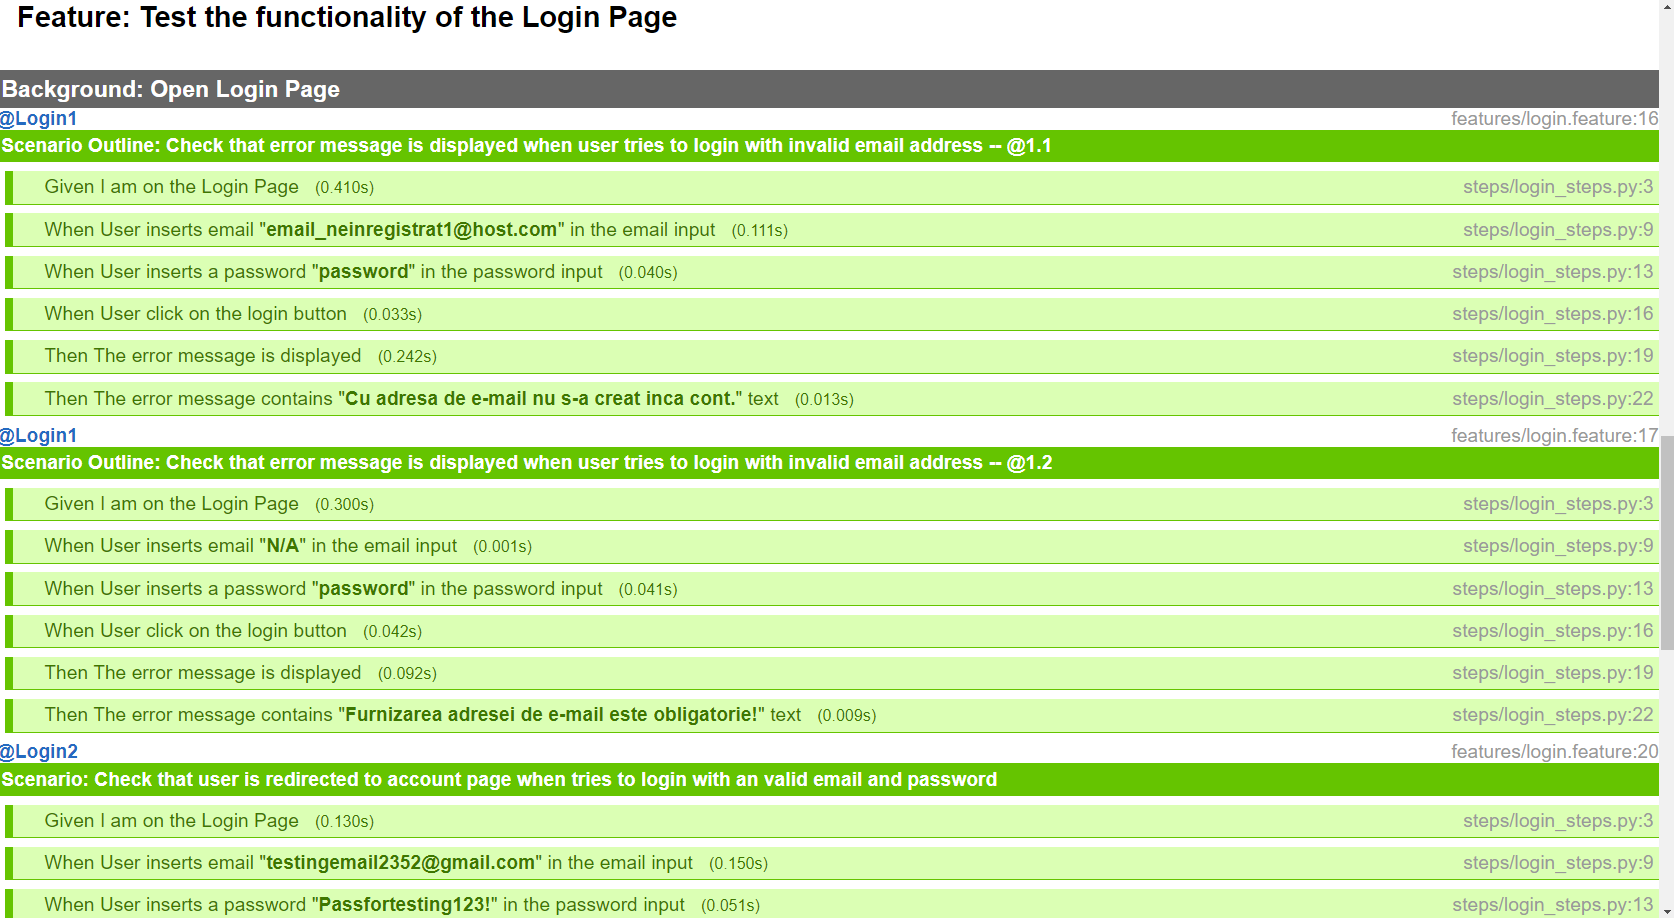 Feature: Test the functionality of the Login Page
Background: Open Login Page
@Login1 features/login.feature:16
Scenario Outline: Check that error message is displayed when user tries to login with invalid email address -- @1.1
Given I am on the Login Page (0.410s) steps/login_steps.py:3
When User inserts email "email_neinregistrat1@host.com" in the email input (0.111s) steps/login_steps.py:9
When User inserts a password "password" in the password input (0.040s) steps/login_steps.py:13
When User click on the login button (0.033s) steps/login_steps.py:16
Then The error message is displayed (0.242s) steps/login_steps.py:19
Then The error message contains "Cu adresa de e-mail nu s-a creat inca cont." text (0.013s) steps/login_steps.py:22
@Login1 features/login.feature:17
Scenario Outline: Check that error message is displayed when user tries to login with invalid email address -- @1.2
Given I am on the Login Page (0.300s) steps/login_steps.py:3
When User inserts email "N/A" in the email input (0.001s) steps/login_steps.py:9
When User inserts a password "password" in the password input (0.041s) steps/login_steps.py:13
When User click on the login button (0.042s) steps/login_steps.py:16
Then The error message is displayed (0.092s) steps/login_steps.py:19
Then The error message contains "Furnizarea adresei de e-mail este obligatorie!" text (0.009s) steps/login_steps.py:22
@Login2 features/login.feature:20
Scenario: Check that user is redirected to account page when tries to login with an valid email and password
Given I am on the Login Page (0.130s) steps/login_steps.py:3
When User inserts email "testingemail2352@gmail.com" in the email input (0.150s) steps/login_steps.py:9
When User inserts a password "Passfortesting123!" in the password input (0.051s) steps/login_steps.py:13